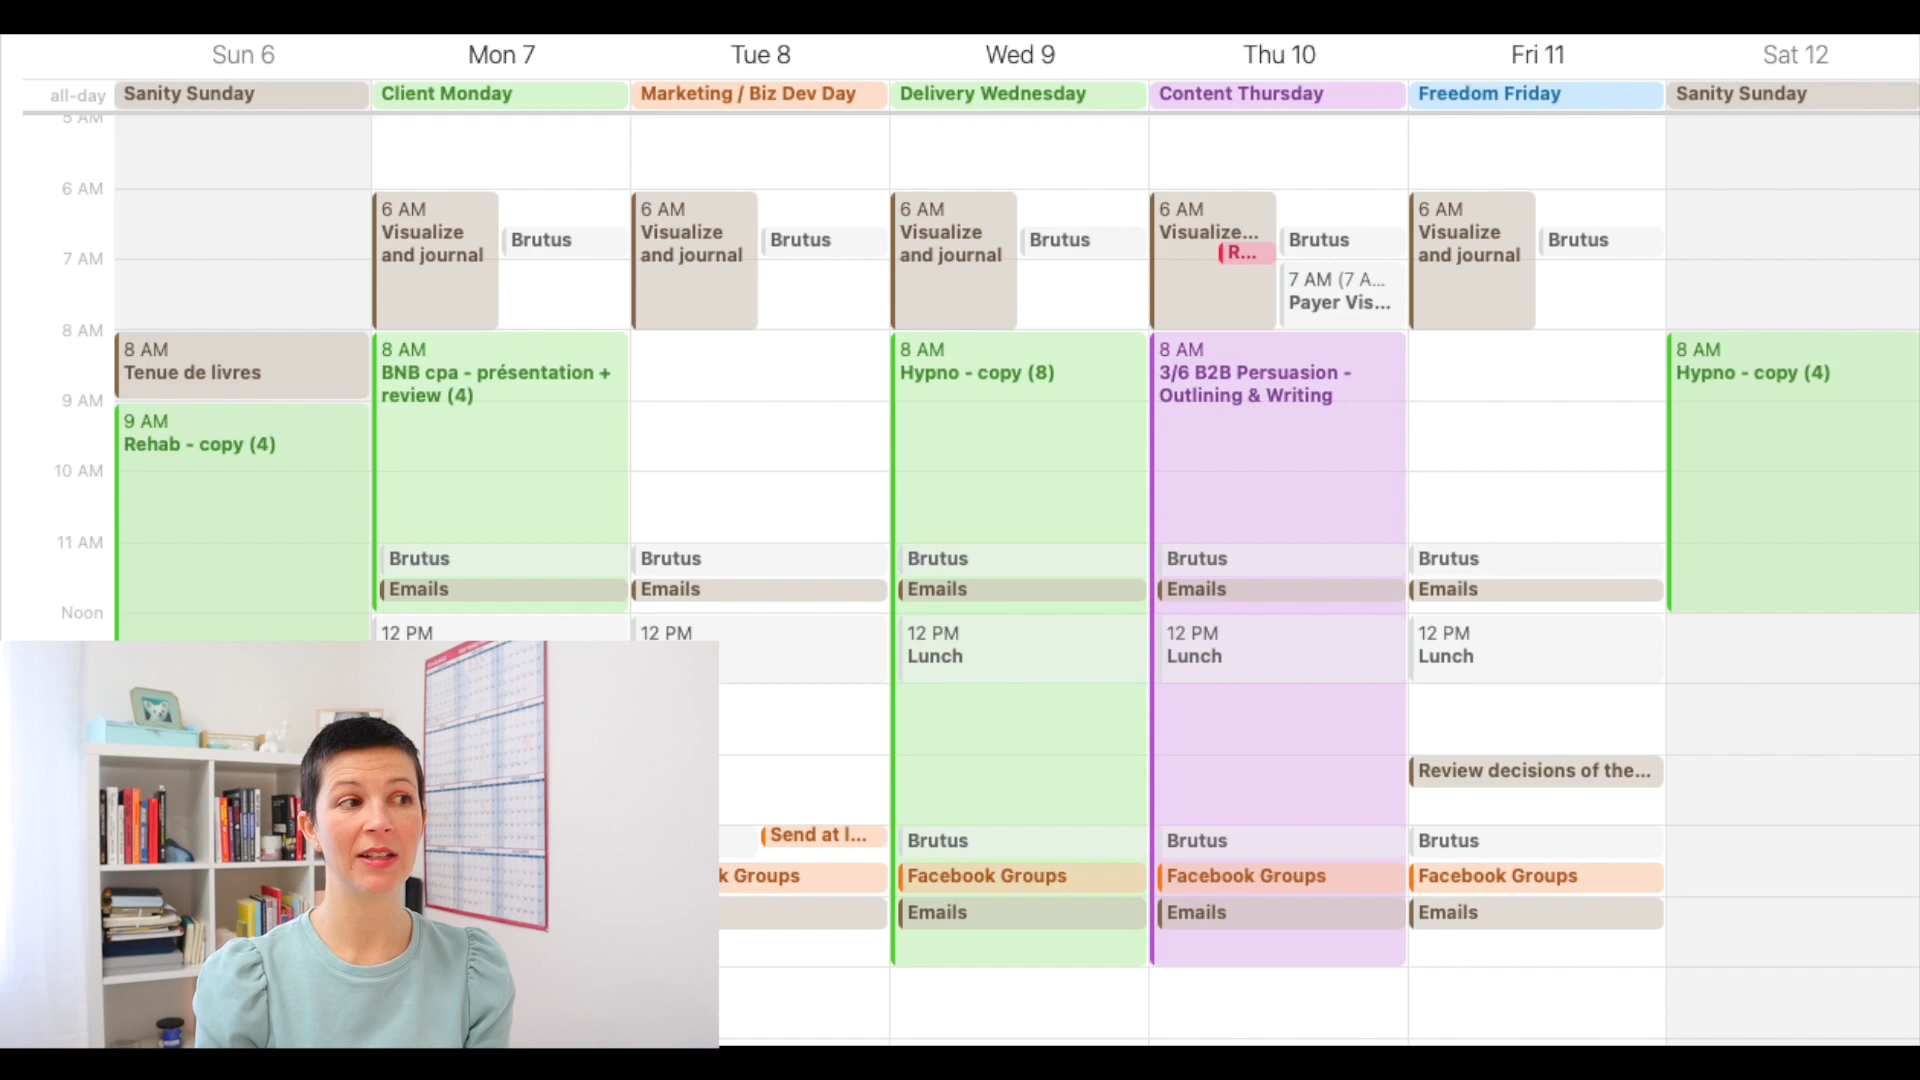 Sun 6
Mon 7
Tue 8
Wed 9
Thu 10
Fri 11
Sat 12
all-day
Sanity Sunday
Client Monday
Marketing / Biz Dev Day
Delivery Wednesday
Content Thursday
Freedom Friday
Sanity Sunday
5 AM
6 AM
7 AM
8 AM
9 AM
10 AM
11 AM
Noon
8 AM
Tenue de livres
9 AM
Rehab - copy (4)
6 AM
Visualize
and journal
Brutus
8 AM
BNB cpa - présentation +
review (4)
Brutus
Emails
12 PM
6 AM
Visualize
and journal
Brutus
Brutus
Emails
12 PM
Send at l...
k Groups
6 AM
Visualize
and journal
Brutus
8 AM
Hypno - copy (8)
Brutus
Emails
12 PM
Lunch
Brutus
Facebook Groups
Emails
6 AM
Visualize...
R...
Brutus
7 AM (7 A...
Payer Vis...
8 AM
3/6 B2B Persuasion -
Outlining & Writing
Brutus
Emails
12 PM
Lunch
Brutus
Facebook Groups
Emails
6 AM
Visualize
and journal
Brutus
Brutus
Emails
12 PM
Lunch
Review decisions of the...
Brutus
Facebook Groups
Emails
8 AM
Hypno - copy (4)